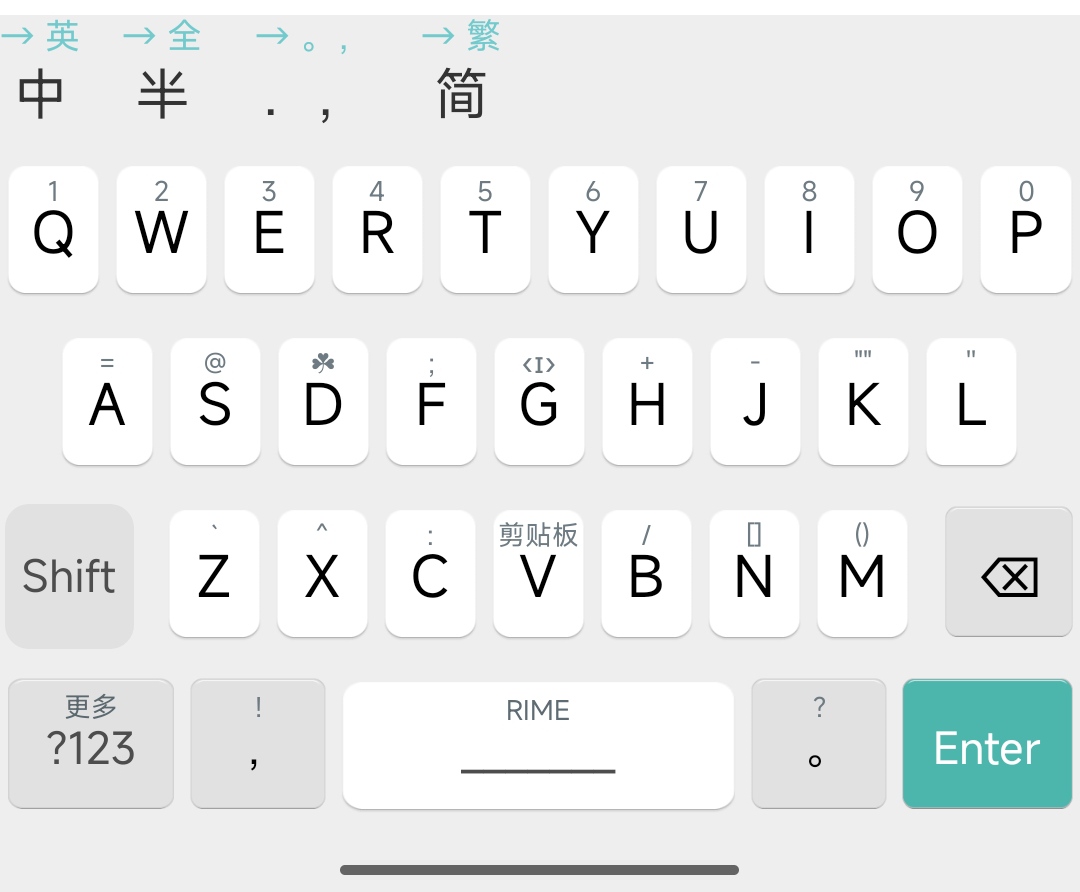 → 英 → 全 → 。, → 繁
中 半 . , 简
1 2 3 4 5 6 7 8 9 0
Q W E R T Y U I O P
= @ ☘ ; <I> + - "" "
A S D F G H J K L
` ^ : 剪贴板 / [] ()
Shift Z X C V B N M
更多 ! RIME ?
?123 , 。 Enter